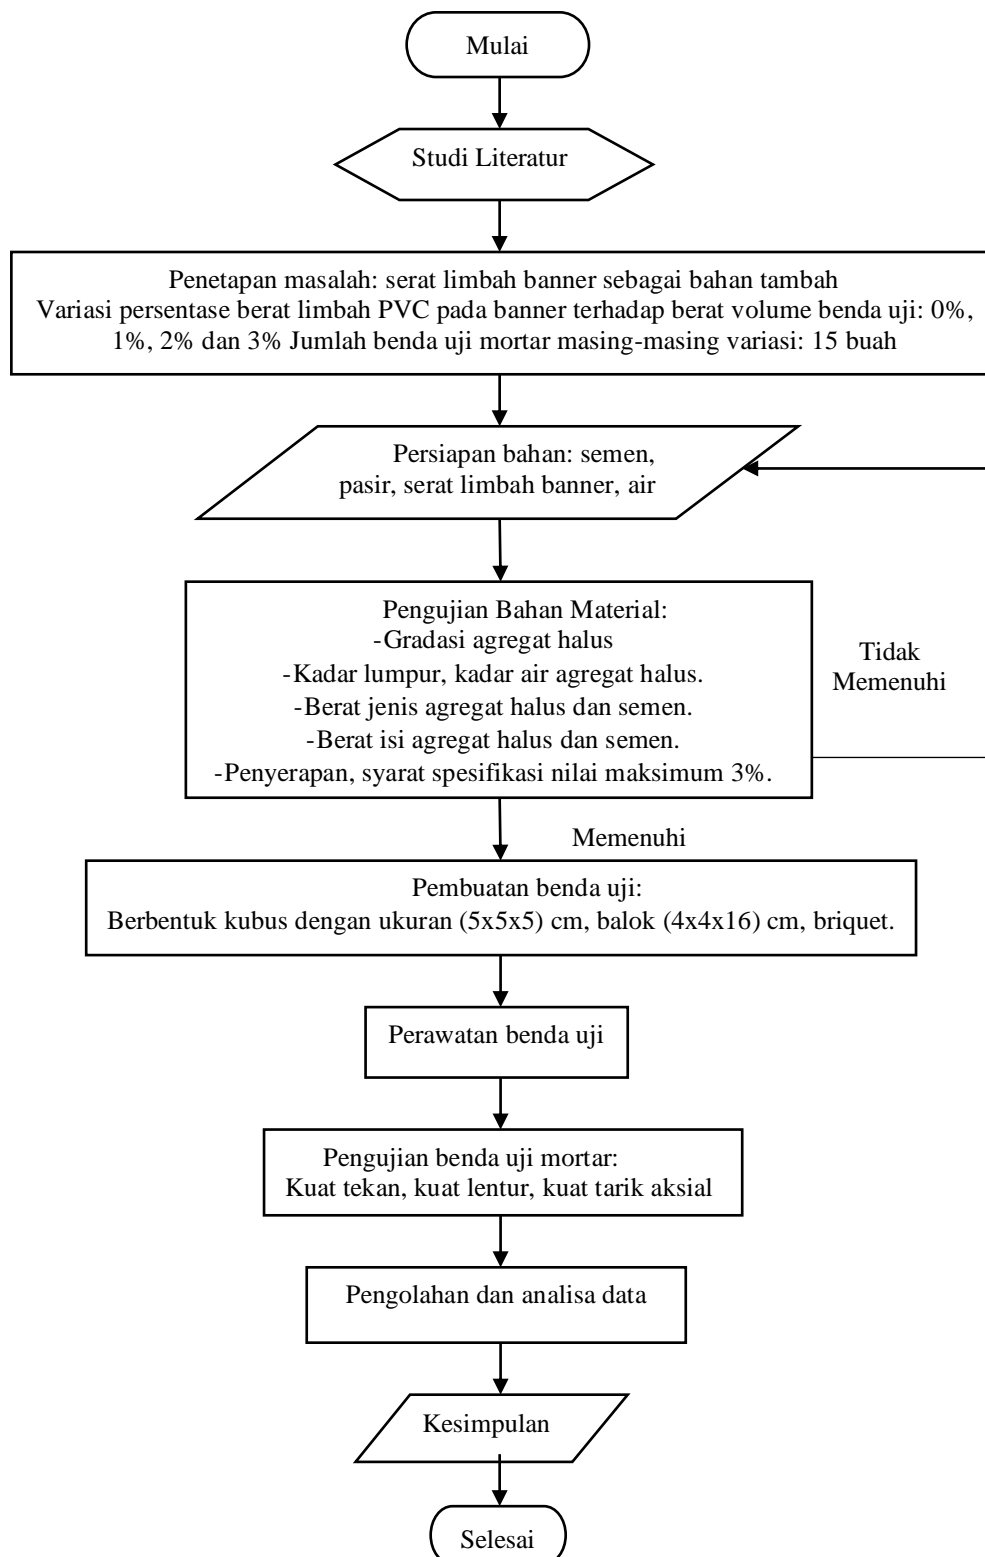 Mulai
Studi Literatur
Penetapan masalah: serat limbah banner sebagai bahan tambah
Variasi persentase berat limbah PVC pada banner terhadap berat volume benda uji: 0%,
1%, 2% dan 3% Jumlah benda uji mortar masing-masing variasi: 15 buah
Persiapan bahan: semen,
pasir, serat limbah banner, air
Pengujian Bahan Material:
-Gradasi agregat halus
-Kadar lumpur, kadar air agregat halus.
-Berat jenis agregat halus dan semen.
-Berat isi agregat halus dan semen.
-Penyerapan, syarat spesifikasi nilai maksimum 3%.
Tidak
Memenuhi
Memenuhi
Pembuatan benda uji:
Berbentuk kubus dengan ukuran (5x5x5) cm, balok (4x4x16) cm, briquet.
Perawatan benda uji
Pengujian benda uji mortar:
Kuat tekan, kuat lentur, kuat tarik aksial
Pengolahan dan analisa data
Kesimpulan
Selesai